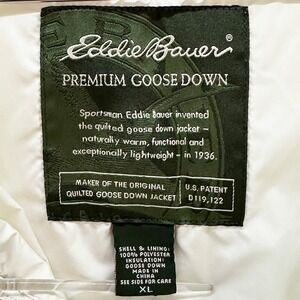 Eddie Bauer®
PREMIUM GOOSE DOWN
Sportsman Eddie Bauer invented
the quilted goose down jacket –
naturally warm, functional and
exceptionally lightweight – in 1936.
MAKER OF THE ORIGINAL
QUILTED GOOSE DOWN JACKET
U.S. PATENT
D119,122
SHELL & LINING:
100% POLYESTER
INSULATION:
GOOSE DOWN
MADE IN
CHINA
SEE SIDE FOR CARE
XL